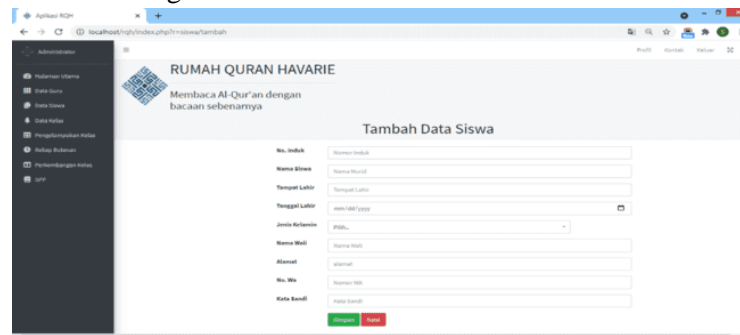 Aplikasi RQH
localhost/rqh/index.php?r=siswa/tambah
Administrator
Profil Kontak Keluar
Halaman Utama
Data Guru
Data Siswa
Data Kelas
Pengelompokan Kelas
Rekap Bulanan
Perkembangan Kelas
SPP
RUMAH QURAN HAVARIE
Membaca Al-Qur'an dengan
bacaan sebenarnya
Tambah Data Siswa
No. Induk Nomor Induk
Nama Siswa Nama Murid
Tempat Lahir Tempat Lahir
Tanggal Lahir mm/dd/yyyy
Jenis Kelamin Pilih...
Nama Wali Nama Wali
Alamat alamat
No. Wa Nomor WA
Kata Sandi Kata Sandi
Simpan Batal